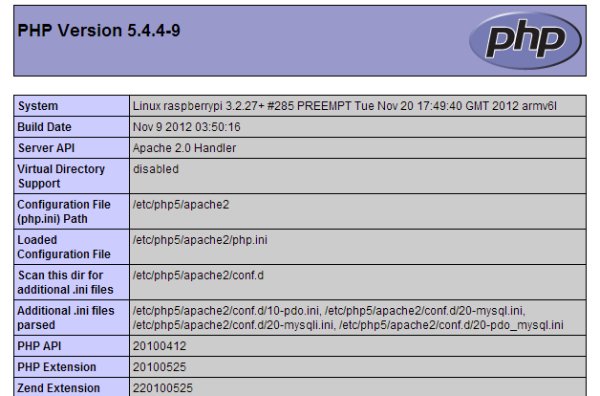 PHP Version 5.4.4-9
php
System Linux raspberrypi 3.2.27+ #285 PREEMPT Tue Nov 20 17:49:40 GMT 2012 armv6l
Build Date Nov 9 2012 03:50:16
Server API Apache 2.0 Handler
Virtual Directory
Support
disabled
Configuration File
(php.ini) Path
/etc/php5/apache2
Loaded
Configuration File
/etc/php5/apache2/php.ini
Scan this dir for
additional .ini files
/etc/php5/apache2/conf.d
Additional .ini files
parsed
/etc/php5/apache2/conf.d/10-pdo.ini, /etc/php5/apache2/conf.d/20-mysql.ini,
/etc/php5/apache2/conf.d/20-mysqli.ini, /etc/php5/apache2/conf.d/20-pdo_mysql.ini
PHP API 20100412
PHP Extension 20100525
Zend Extension 220100525